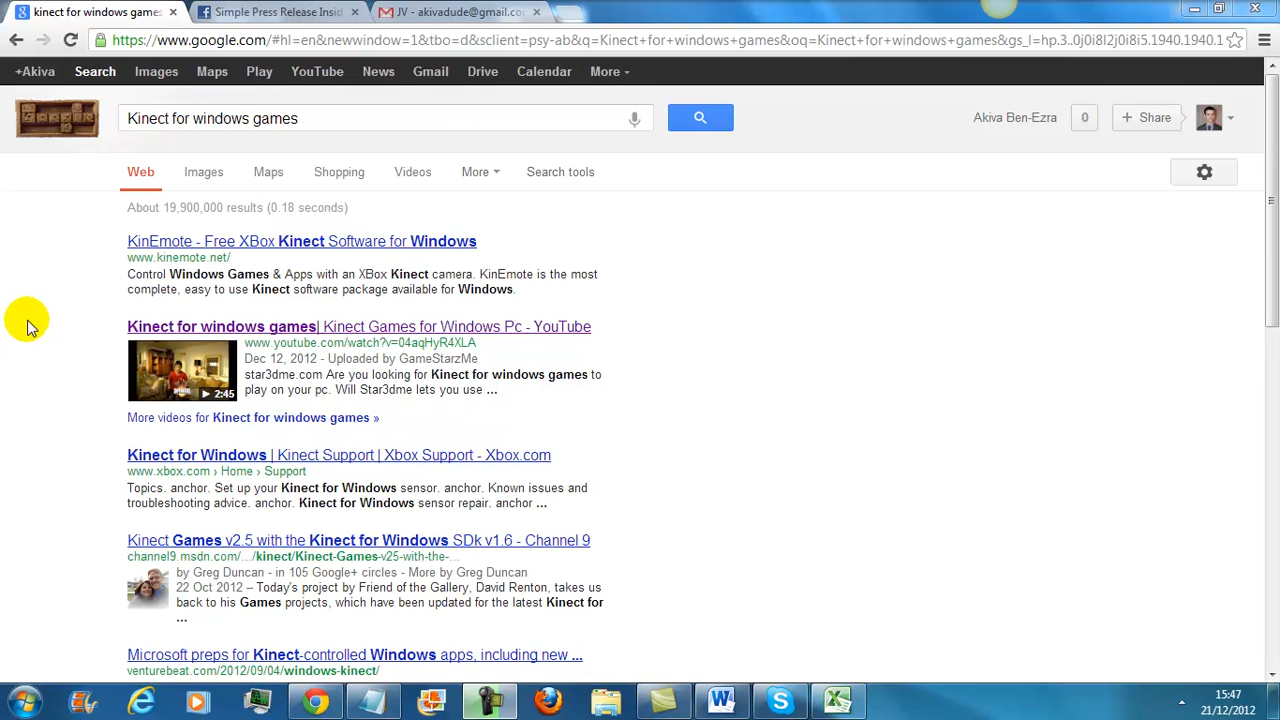 kinect for windows games
Simple Press Release Insid
JV - akivadude@gmail.co
https://www.google.com/#hl=en&newwindow=1&tbo=d&sclient=psy-ab&q=Kinect+for+windows+games&oq=Kinect+for+windows+games&gs_l=hp.3..0j0i8l2j0i8i5.1940.1940.1
+Akiva Search Images Maps Play YouTube News Gmail Drive Calendar More
Kinect for windows games
Akiva Ben-Ezra 0 + Share
Web Images Maps Shopping Videos More Search tools
About 19,900,000 results (0.18 seconds)
KinEmote - Free XBox Kinect Software for Windows
www.kinemote.net/
Control Windows Games & Apps with an XBox Kinect camera. KinEmote is the most
complete, easy to use Kinect software package available for Windows.
Kinect for windows games| Kinect Games for Windows Pc - YouTube
www.youtube.com/watch?v=04aqHyR4XLA
Dec 12, 2012 - Uploaded by GameStarzMe
star3dme.com Are you looking for Kinect for windows games to
play on your pc. Will Star3dme lets you use ...
2:45
More videos for Kinect for windows games »
Kinect for Windows | Kinect Support | Xbox Support - Xbox.com
www.xbox.com › Home › Support
Topics. anchor. Set up your Kinect for Windows sensor. anchor. Known issues and
troubleshooting advice. anchor. Kinect for Windows sensor repair. anchor ...
Kinect Games v2.5 with the Kinect for Windows SDk v1.6 - Channel 9
channel9.msdn.com/.../kinect/Kinect-Games-v25-with-the-...
by Greg Duncan - in 105 Google+ circles - More by Greg Duncan
22 Oct 2012 – Today's project by Friend of the Gallery, David Renton, takes us
back to his Games projects, which have been updated for the latest Kinect for
...
Microsoft preps for Kinect-controlled Windows apps, including new ...
venturebeat.com/2012/09/04/windows-kinect/
15:47
21/12/2012